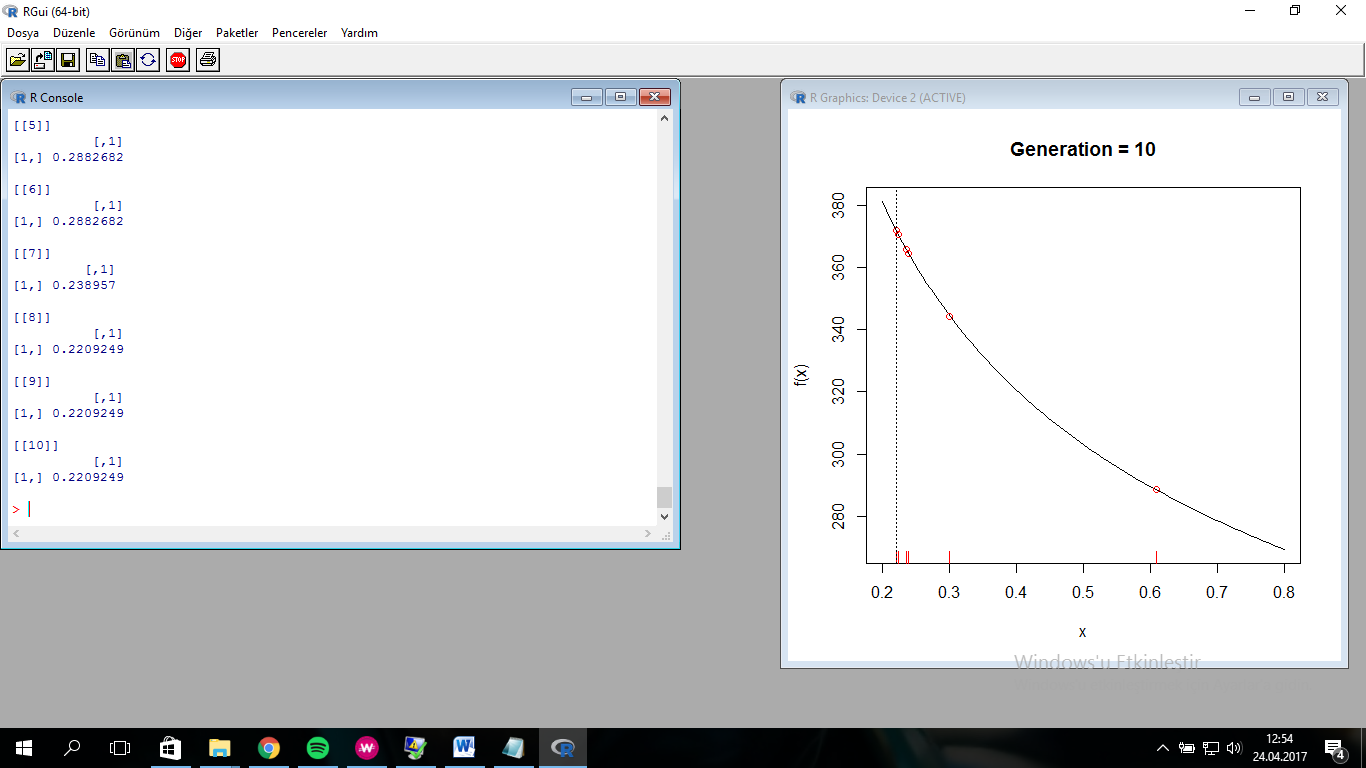 RGui (64-bit)
Dosya Düzenle Görünüm Diğer Paketler Pencereler Yardım
STOP
R Console
[[5]]
[,1]
[1,] 0.2882682
[[6]]
[,1]
[1,] 0.2882682
[[7]]
[,1]
[1,] 0.238957
[[8]]
[,1]
[1,] 0.2209249
[[9]]
[,1]
[1,] 0.2209249
[[10]]
[,1]
[1,] 0.2209249
>
R Graphics: Device 2 (ACTIVE)
Generation = 10
380
360
340
320
300
280
f(x)
0.2 0.3 0.4 0.5 0.6 0.7 0.8
x
Windows'u Etkinleştir
12:54
24.04.2017
4